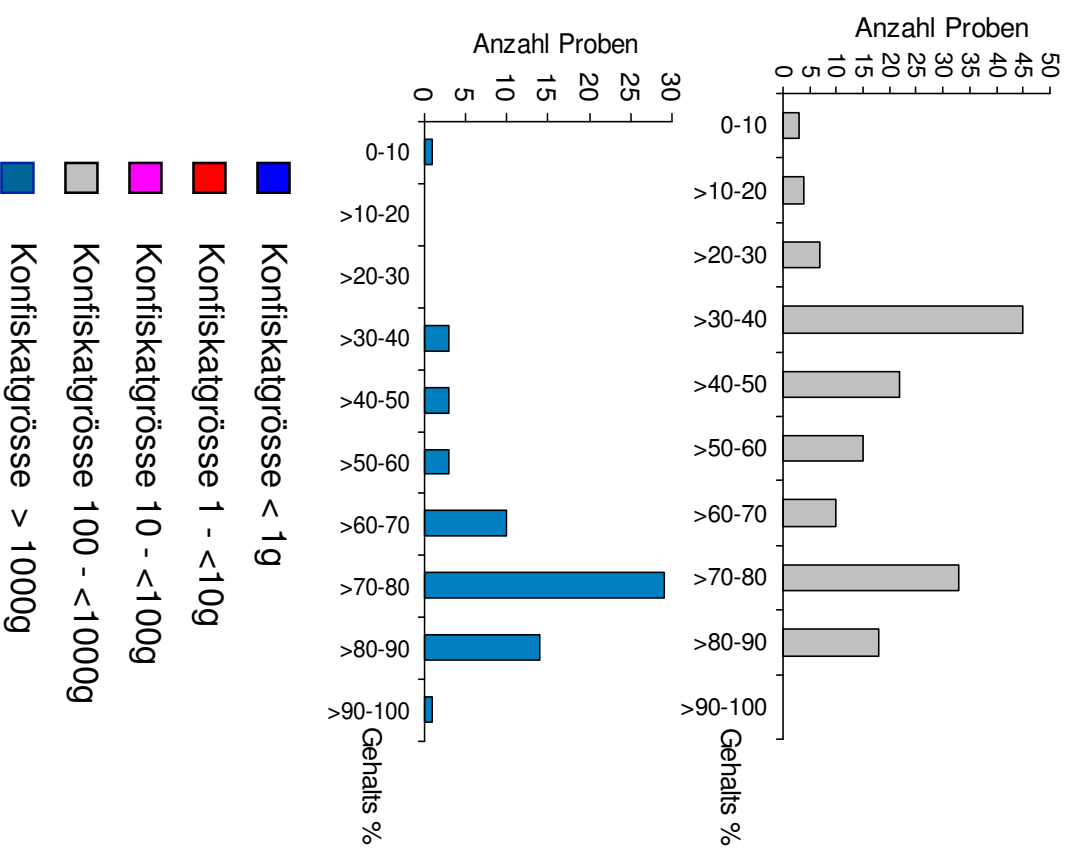 Anzahl Proben
0 5 10 15 20 25 30 35 40 45 50
0-10
>10-20
>20-30
>30-40
>40-50
>50-60
>60-70
>70-80
>80-90
>90-100
Gehalts %
Anzahl Proben
0 5 10 15 20 25 30
0-10
>10-20
>20-30
>30-40
>40-50
>50-60
>60-70
>70-80
>80-90
>90-100
Gehalts %
Konfiskatgrösse < 1g
Konfiskatgrösse 1 - <10g
Konfiskatgrösse 10 - <100g
Konfiskatgrösse 100 - <1000g
Konfiskatgrösse > 1000g